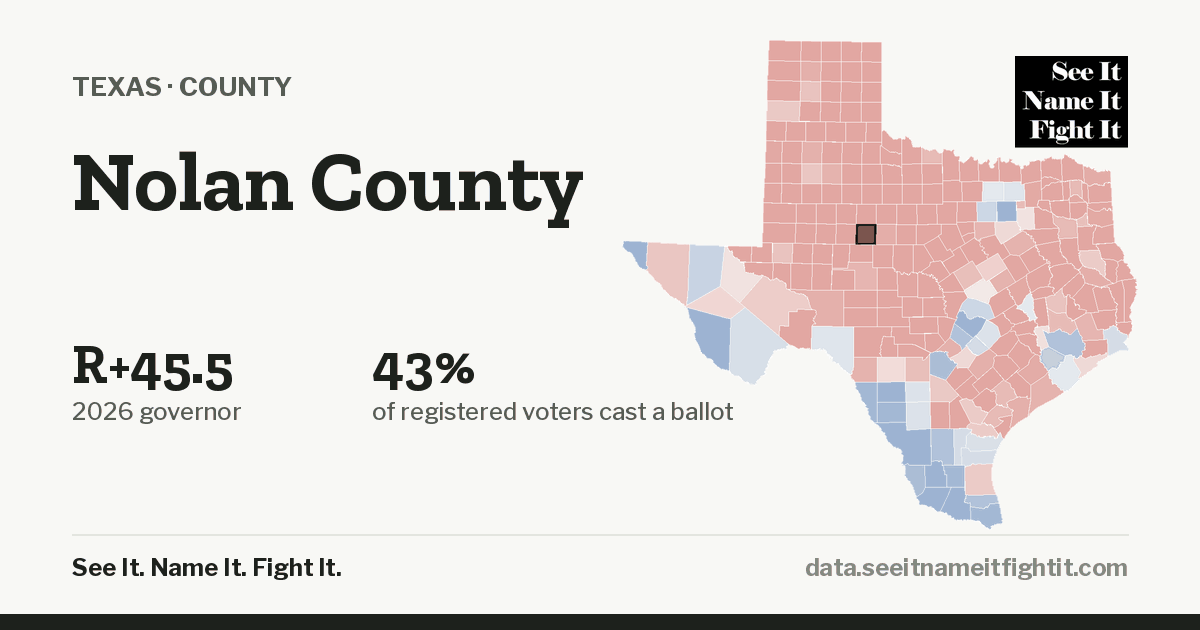 TEXAS · COUNTY
Nolan County
R+45.5
2026 governor
43%
of registered voters cast a ballot
See It
Name It
Fight It
See It. Name It. Fight It.
data.seeitnameitfightit.com